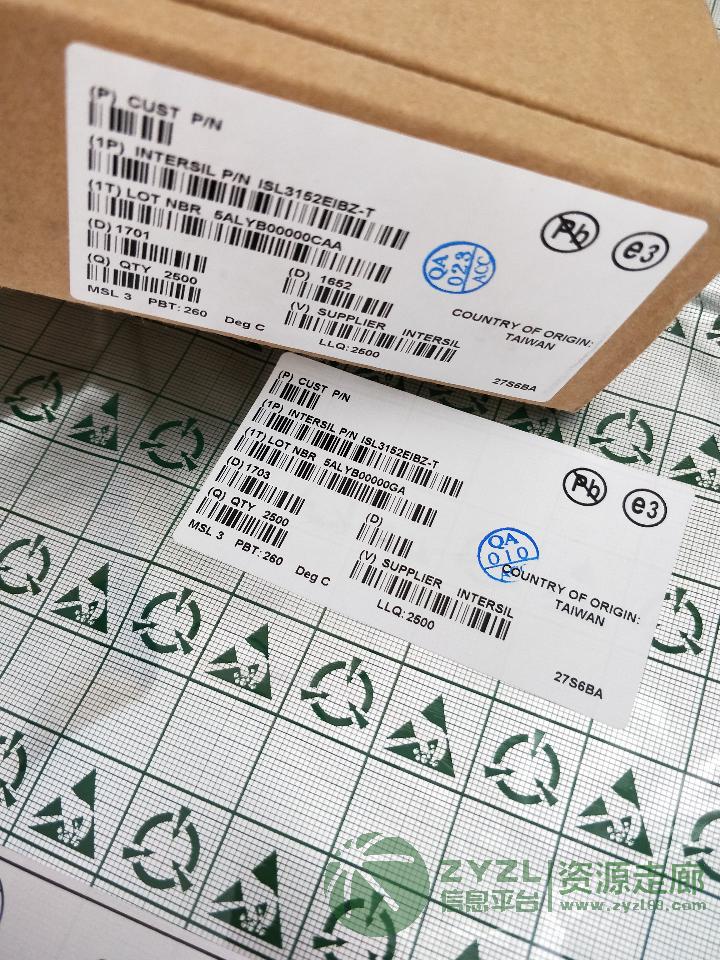 (P) CUST P/N
(1P) INTERSIL P/N ISL3152EIBZ-T
(1T) LOT NBR 5ALYB00000CAA
(D) 1701
(D) 1652
(Q) QTY 2500
(V) SUPPLIER INTERSIL
MSL 3 PBT: 260 Deg C
LLQ: 2500
QA
023
ACC
Pb
e3
COUNTRY OF ORIGIN:
TAIWAN
27S6BA
(P) CUST P/N
(1P) INTERSIL P/N ISL3152EIBZ-T
(1T) LOT NBR 5ALYB00000GA
(D) 1703
(D)
(Q) QTY 2500
(V) SUPPLIER INTERSIL
MSL 3 PBT: 260 Deg C
LLQ: 2500
QA
010
Pb
e3
COUNTRY OF ORIGIN:
TAIWAN
27S6BA
ZYZL
信息平台
资源走廊
www.zyzl88.com